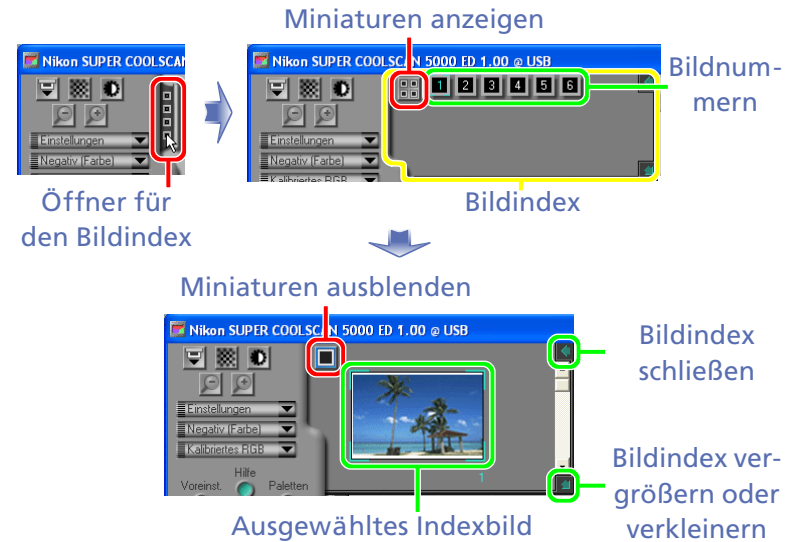 Miniaturen anzeigen
Nikon SUPER COOLSCAN
Einstellungen
Negativ (Farbe)
Öffner für
den Bildindex
Nikon SUPER COOLSCAN 5000 ED 1.00 @ USB
1 2 3 4 5 6
Einstellungen
Negativ (Farbe)
Kalibriertes RGB
Bildnum-
mern
Bildindex
Miniaturen ausblenden
Nikon SUPER COOLSCAN 5000 ED 1.00 @ USB
Einstellungen
Negativ (Farbe)
Kalibriertes RGB
Hilfe
Voreinst. Paletten
1
Bildindex
schließen
Bildindex ver-
größern oder
verkleinern
Ausgewähltes Indexbild